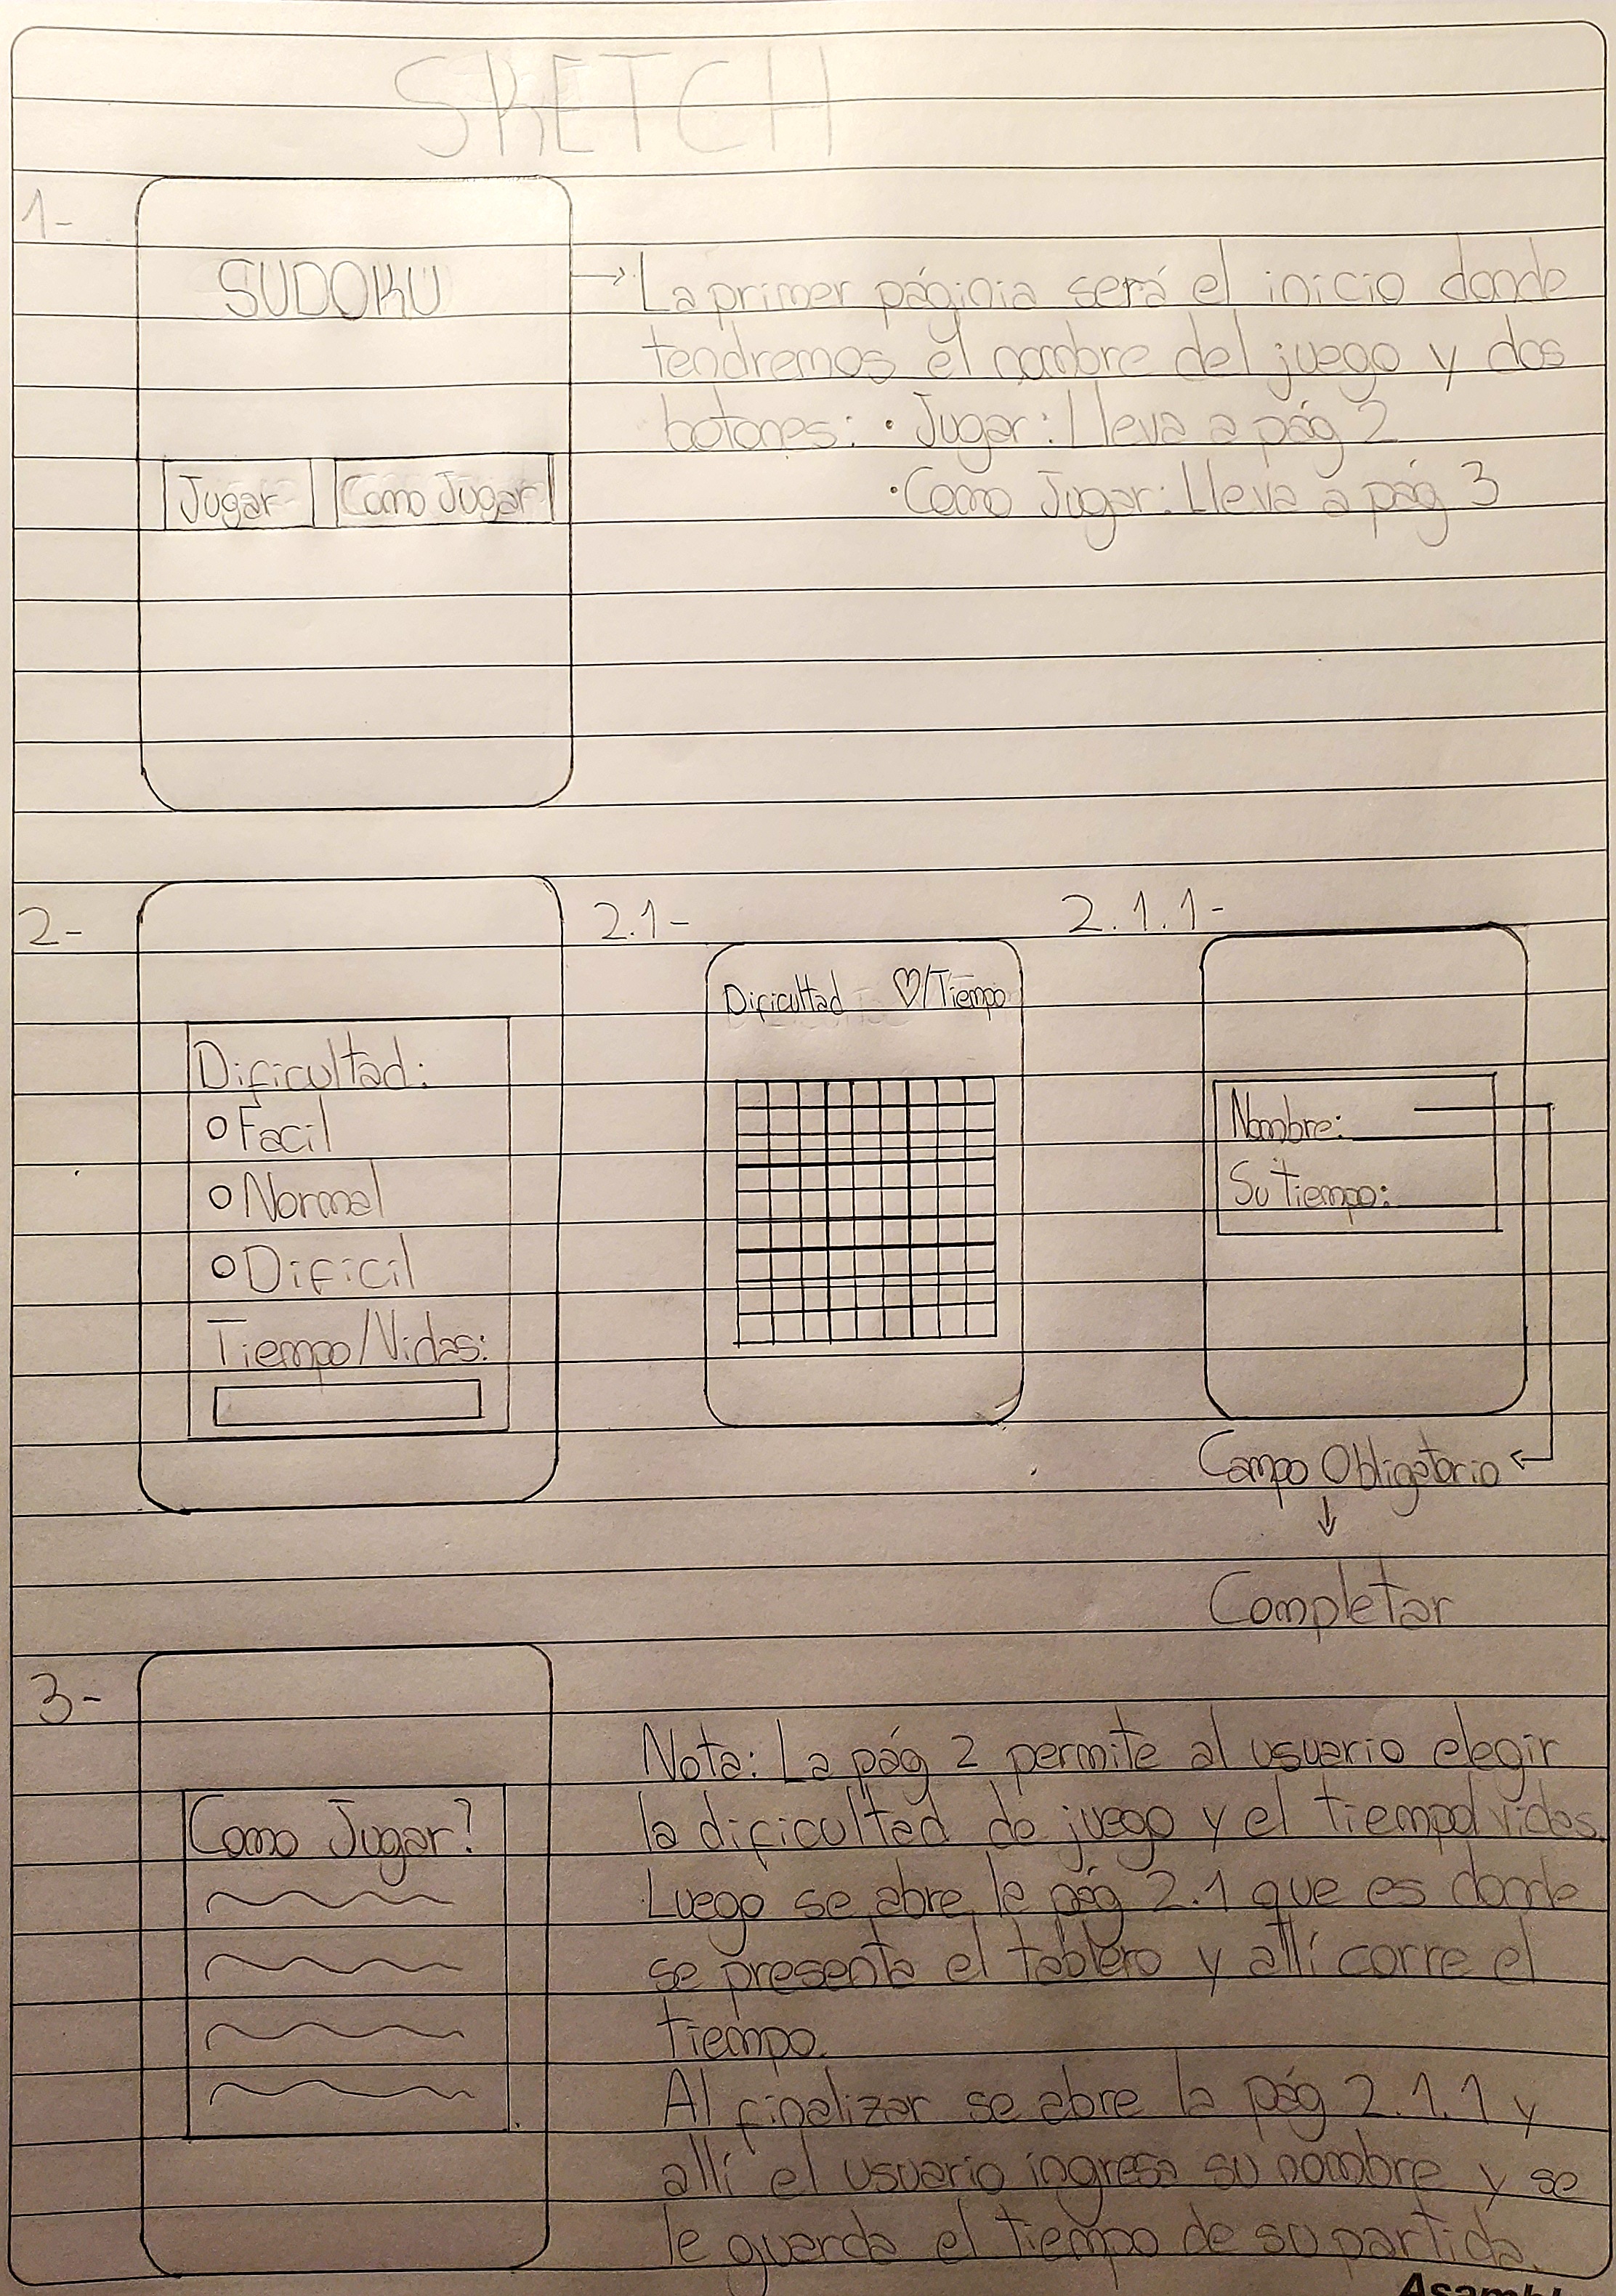 SKETCH
1-
SUDOKU
Jugar
Como Jugar
→ La primer páginia será el inicio donde
tendremos el nombre del juego y dos
botones: • Jugar: Lleva a pág 2
• Como Jugar: Lleva a pág 3
2-
Dificultad:
Facil
Normal
Dificil
Tiempo/Vidas:
2.1-
Dificultad ♡/Tiempo
2.1.1-
Nombre:
Su tiempo:
Campo Obligatorio
↓
Completar
3-
Como Jugar?
Nota: La pág 2 permite al usuario elegir
la dificultad de juego y el tiempo/vidas.
Luego se abre la pág 2.1 que es donde
se presenta el tablero y allí corre el
tiempo.
Al finalizar se abre la pág 2.1.1 y
allí el usuario ingresa su nombre y se
le guarda el tiempo de su partida.